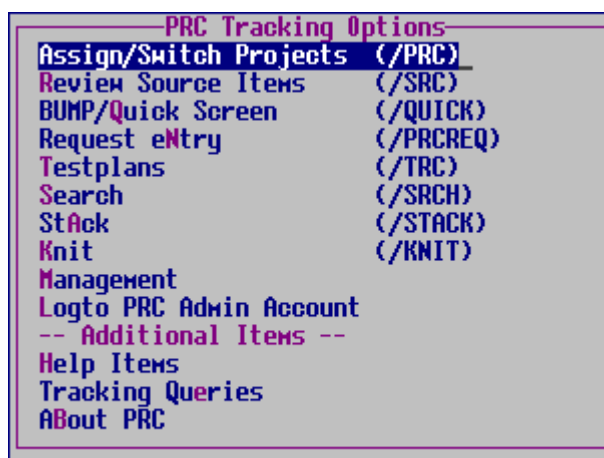 PRC Tracking Options
Assign/Switch Projects (/PRC)
Review Source Items (/SRC)
BUMP/Quick Screen (/QUICK)
Request eNtry (/PRCREQ)
Testplans (/TRC)
Search (/SRCH)
StAck (/STACK)
Knit (/KNIT)
Management
Logto PRC Admin Account
-- Additional Items --
Help Items
Tracking Queries
ABout PRC